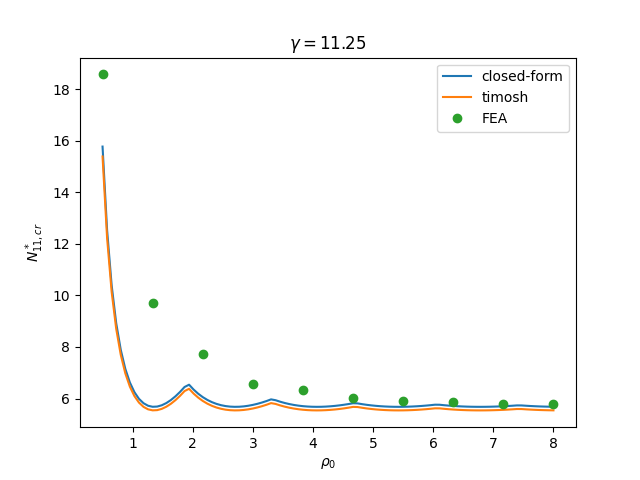 γ = 11.25
closed-form
timosh
FEA
18
16
14
12
10
8
6
N*11, cr
1 2 3 4 5 6 7 8
ρ0